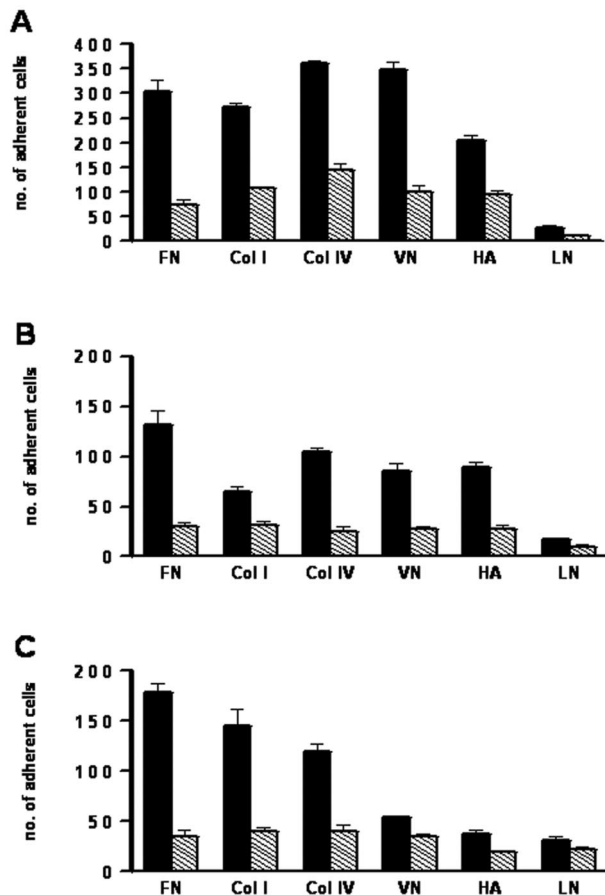 A
no. of adherent cells
400
350
300
250
200
150
100
50
0
FN Col I Col IV VN HA LN
B
no. of adherent cells
200
150
100
50
0
FN Col I Col IV VN HA LN
C
no. of adherent cells
200
150
100
50
0
FN Col I Col IV VN HA LN